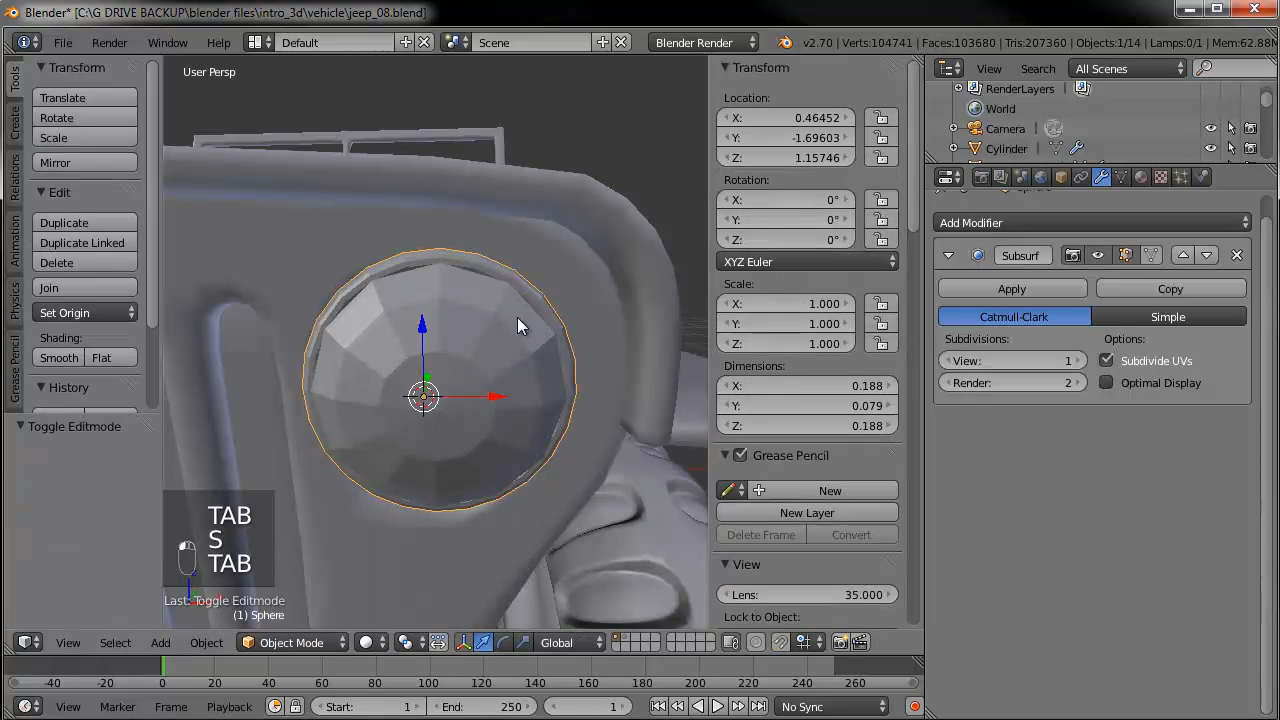 Blender* [C:\G DRIVE BACKUP\blender files\intro_3d\vehicle\jeep_08.blend]
File Render Window Help Default Scene Blender Render v2.70 | Verts:104741 | Faces:103680 | Tris:207360 | Objects:1/14 | Lamps:0/1 | Mem:62.88M
Tools
Create
Relations
Animation
Physics
Grease Pencil
Transform
Translate
Rotate
Scale
Mirror
Edit
Duplicate
Duplicate Linked
Delete
Join
Set Origin
Shading:
Smooth Flat
History
Toggle Editmode
User Persp
TAB
S
TAB
Last: Toggle Editmode
(1) Sphere
Transform
Location:
X: 0.46452
Y: -1.69603
Z: 1.15746
Rotation:
X: 0°
Y: 0°
Z: 0°
XYZ Euler
Scale:
X: 1.000
Y: 1.000
Z: 1.000
Dimensions:
X: 0.188
Y: 0.079
Z: 0.188
Grease Pencil
New
New Layer
Delete Frame Convert
View
Lens: 35.000
Lock to Object:
View Search All Scenes
RenderLayers
World
Camera
Cylinder
Add Modifier
Subsurf
Apply Copy
Catmull-Clark Simple
Subdivisions: Options:
View: 1 Subdivide UVs
Render: 2 Optimal Display
View Select Add Object Object Mode Global
-40 -20 0 20 40 60 80 100 120 140 160 180 200 220 240 260
View Marker Frame Playback Start: 1 End: 250 1 No Sync